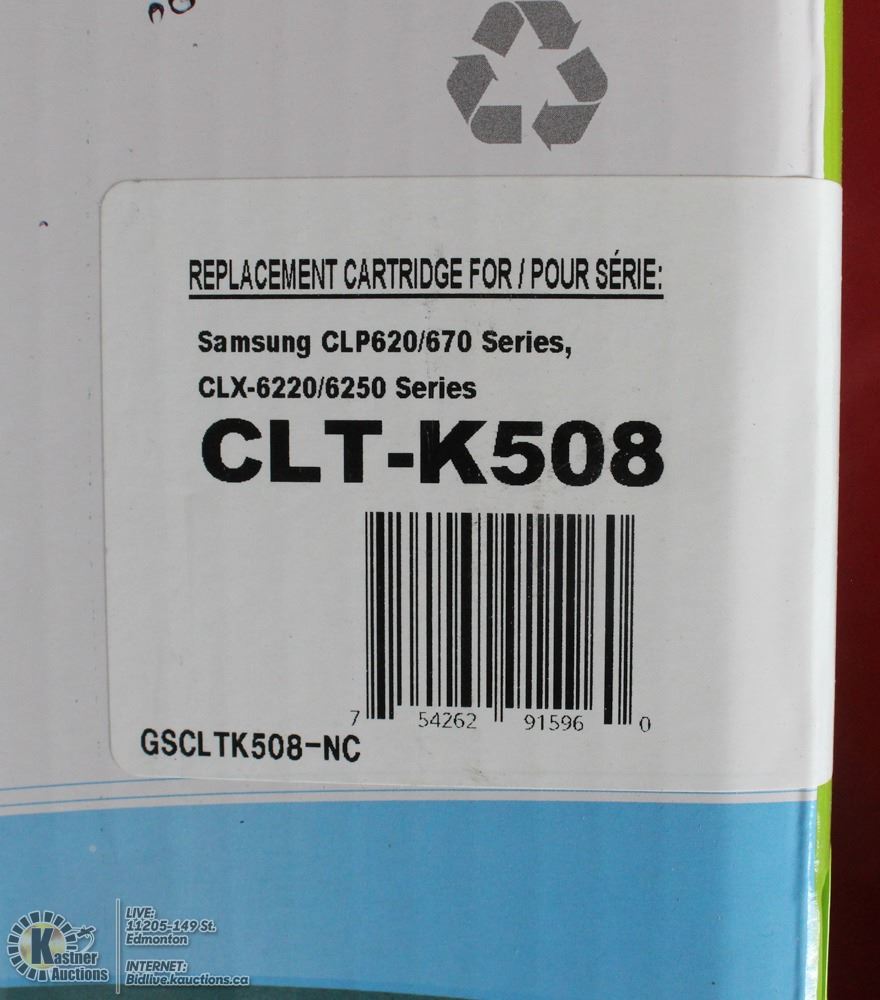 REPLACEMENT CARTRIDGE FOR / POUR SÉRIE:
Samsung CLP620/670 Series,
CLX-6220/6250 Series
CLT-K508
7 54262 91596 0
GSCLTK508-NC
Kastner
Auctions
LIVE:
11205-149 St.
Edmonton
INTERNET:
Bidlive.kauctions.ca